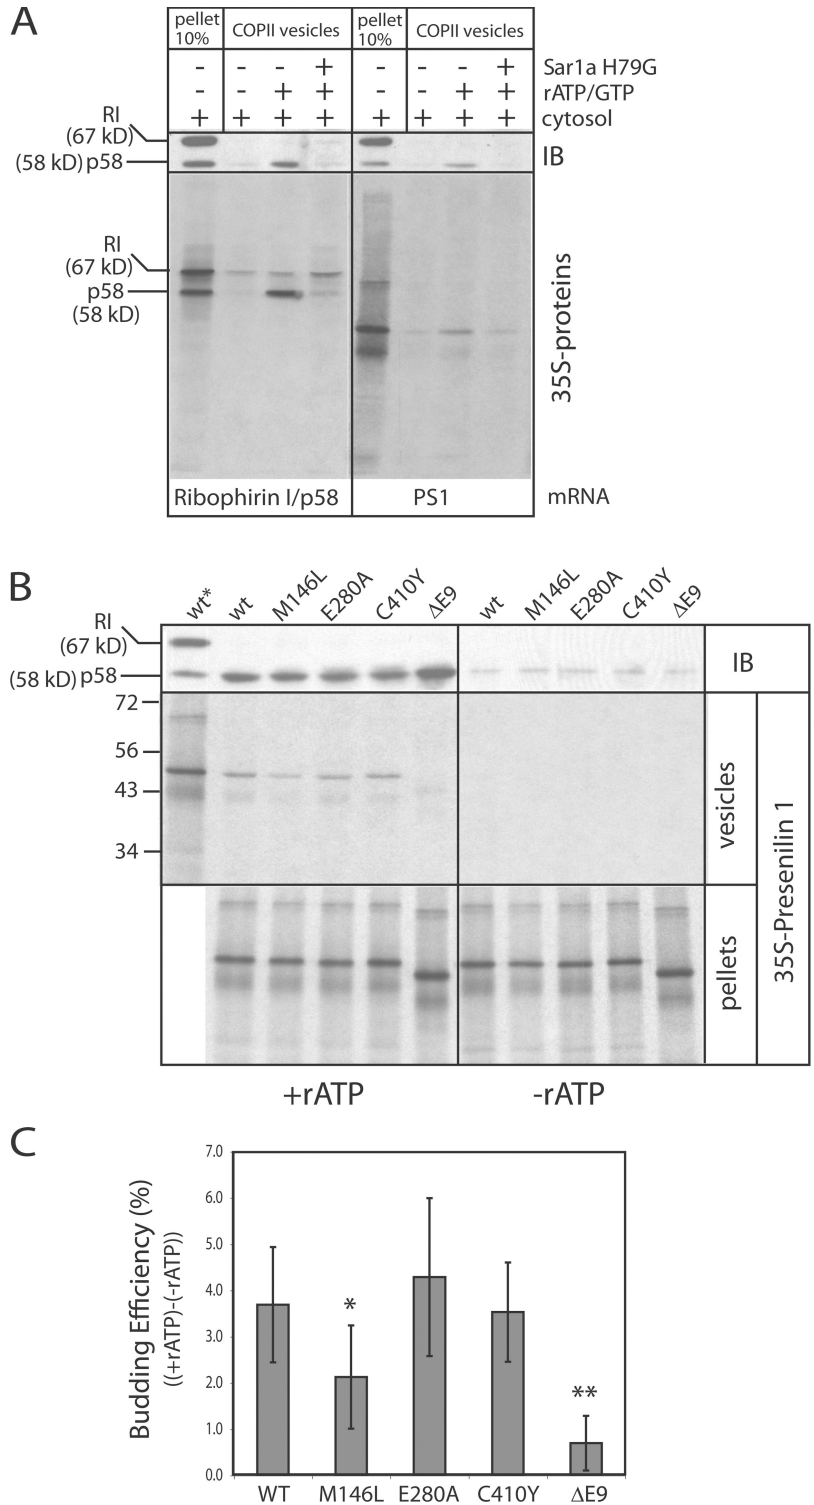 A
pellet 10% COPII vesicles pellet 10% COPII vesicles
- - - + - - - + Sar1a H79G
- - + + - - + + rATP/GTP
+ + + + + + + + cytosol
RI
(67 kD)
(58 kD) p58
IB
RI
(67 kD)
p58
(58 kD)
35S-proteins
Ribophirin I/p58 PS1 mRNA
B
wt* wt M146L E280A C410Y ΔE9 wt M146L E280A C410Y ΔE9
RI
(67 kD)
(58 kD) p58
IB
72
56
43
34
vesicles
pellets
35S-Presenilin 1
+rATP -rATP
C
Budding Efficiency (%)
((+rATP)-(-rATP))
7.0
6.0
5.0
4.0
3.0
2.0
1.0
0.0
*
**
WT M146L E280A C410Y ΔE9